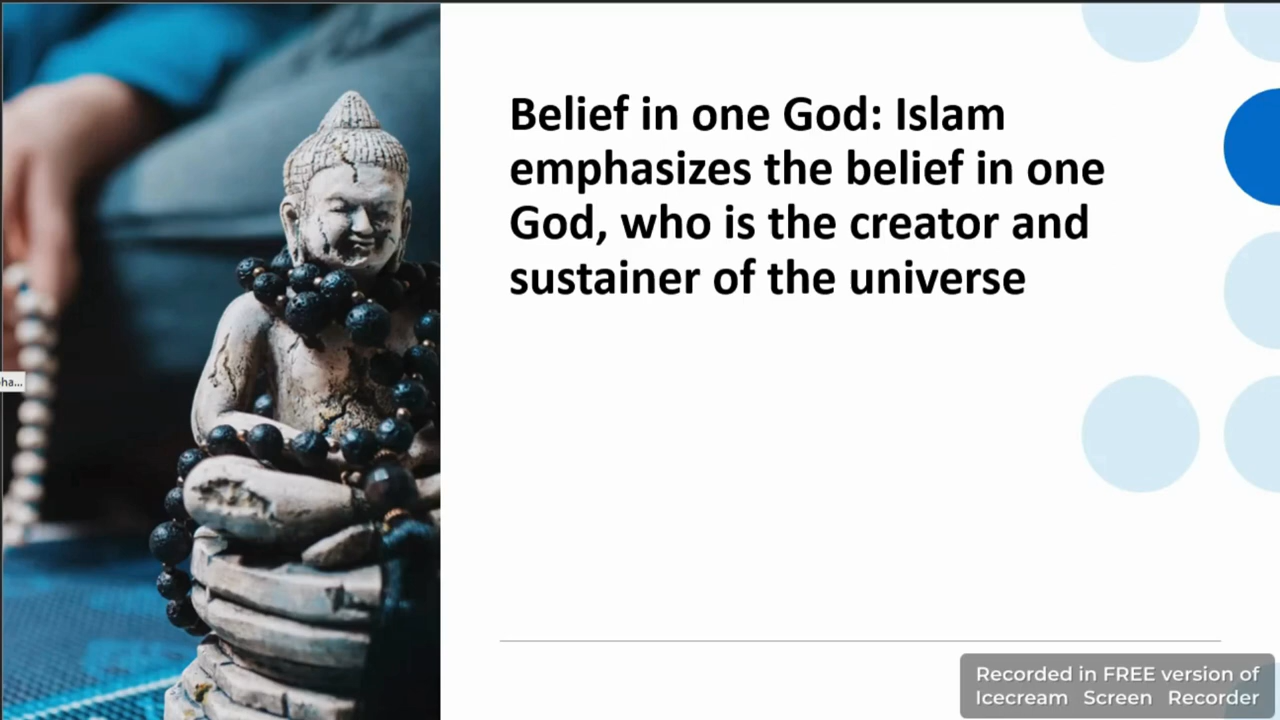 Belief in one God: Islam
emphasizes the belief in one
God, who is the creator and
sustainer of the universe
ha...
Recorded in FREE version of
Icecream Screen Recorder